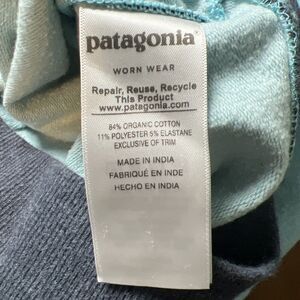 patagonia
WORN WEAR
Repair, Reuse, Recycle
This Product
www.patagonia.com
84% ORGANIC COTTON
11% POLYESTER 5% ELASTANE
EXCLUSIVE OF TRIM
MADE IN INDIA
FABRIQUÉ EN INDE
HECHO EN INDIA